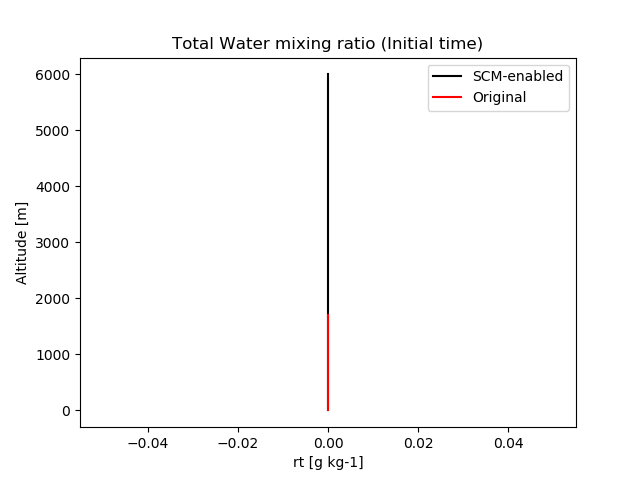 Total Water mixing ratio (Initial time)
SCM-enabled
Original
6000
5000
4000
3000
2000
1000
0
Altitude [m]
−0.04
−0.02
0.00
0.02
0.04
rt [g kg-1]